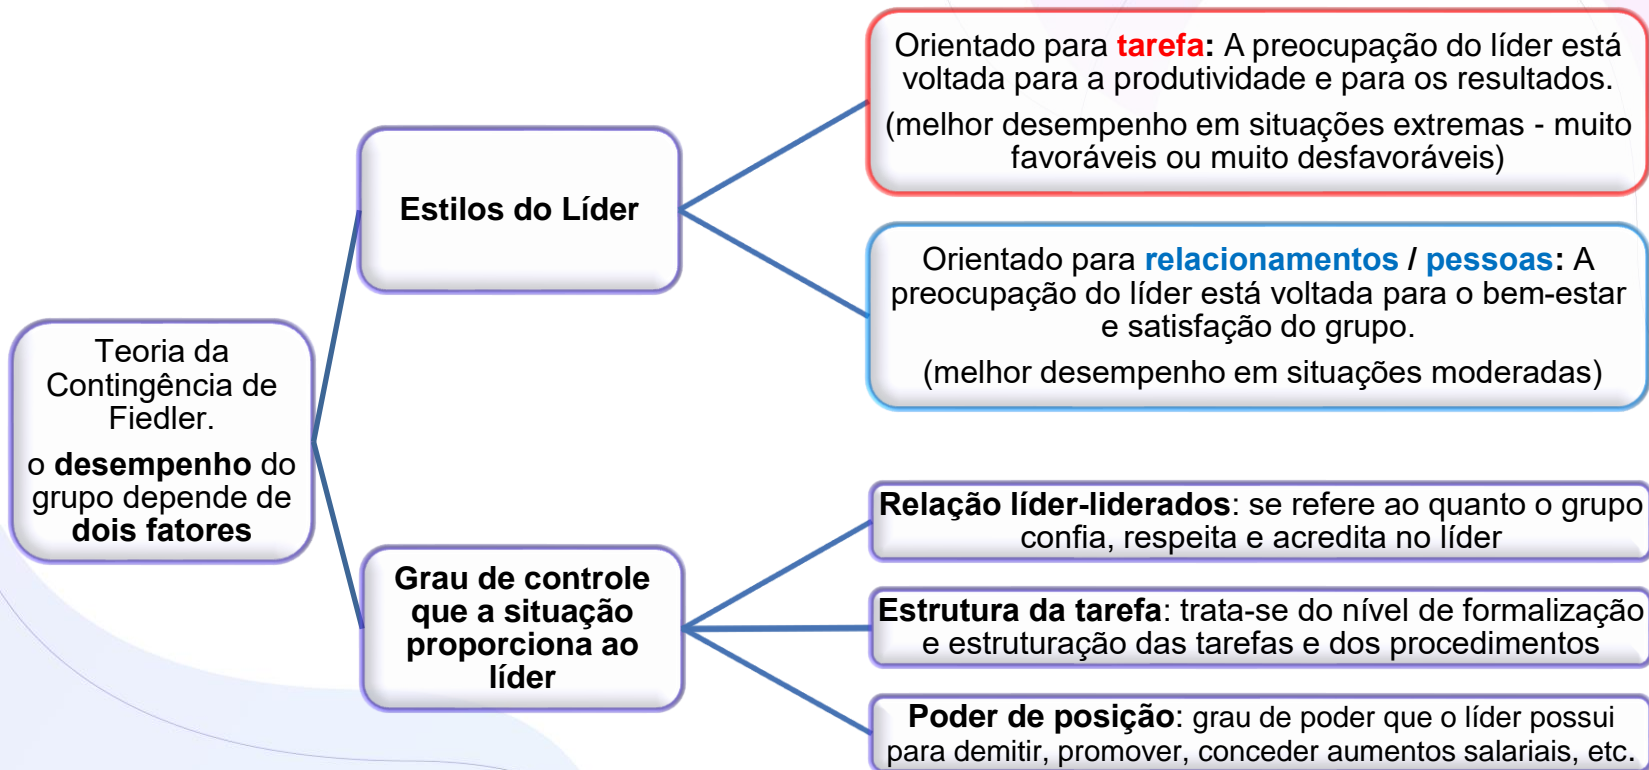 Teoria da
Contingência de
Fiedler.
o desempenho do
grupo depende de
dois fatores
Estilos do Líder
Orientado para tarefa: A preocupação do líder está
voltada para a produtividade e para os resultados.
(melhor desempenho em situações extremas - muito
favoráveis ou muito desfavoráveis)
Orientado para relacionamentos / pessoas: A
preocupação do líder está voltada para o bem-estar
e satisfação do grupo.
(melhor desempenho em situações moderadas)
Grau de controle
que a situação
proporciona ao
líder
Relação líder-liderados: se refere ao quanto o grupo
confia, respeita e acredita no líder
Estrutura da tarefa: trata-se do nível de formalização
e estruturação das tarefas e dos procedimentos
Poder de posição: grau de poder que o líder possui
para demitir, promover, conceder aumentos salariais, etc.